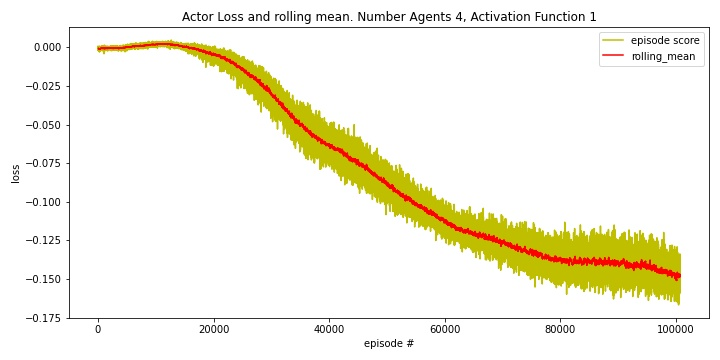 Actor Loss and rolling mean. Number Agents 4, Activation Function 1
episode score
rolling_mean
loss
0.000
−0.025
−0.050
−0.075
−0.100
−0.125
−0.150
−0.175
0
20000
40000
60000
80000
100000
episode #